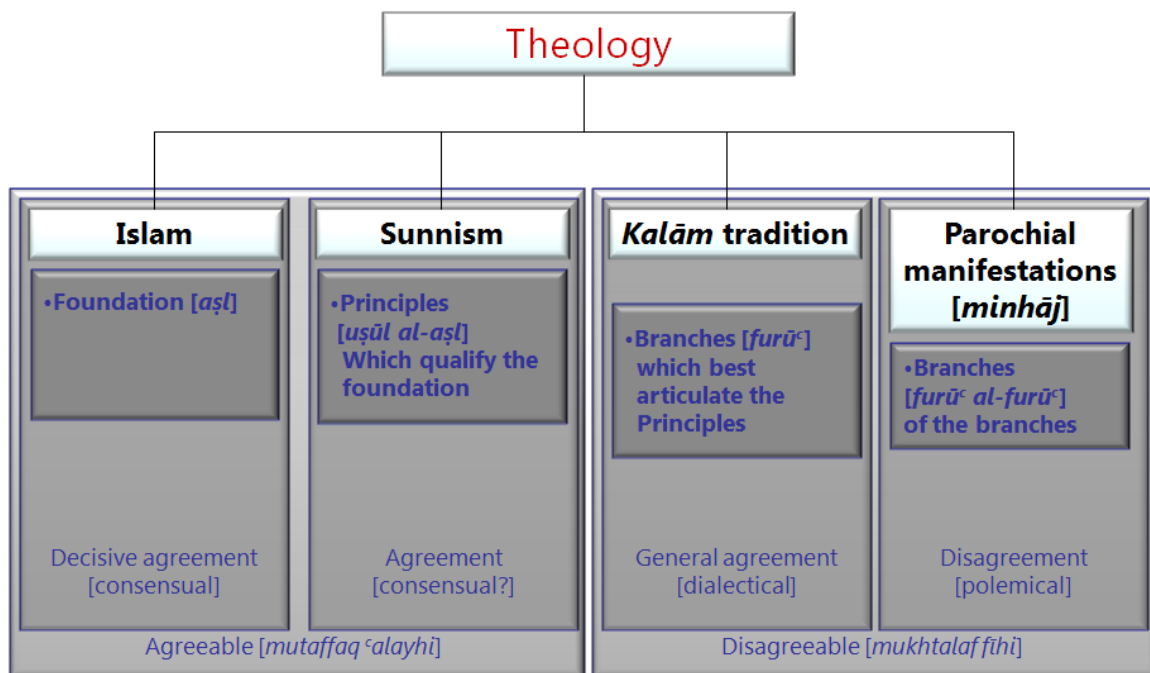 Theology
Islam
•Foundation [aṣl]
Decisive agreement
[consensual]
Sunnism
•Principles
[uṣūl al-aṣl]
Which qualify the
foundation
Agreement
[consensual?]
Agreeable [mutaffaq ᶜalayhi]
Kalām tradition
•Branches [furūᶜ]
which best
articulate the
Principles
General agreement
[dialectical]
Parochial
manifestations
[minhāj]
•Branches
[furūᶜ al-furūᶜ]
of the branches
Disagreement
[polemical]
Disagreeable [mukhtalaf fīhi]